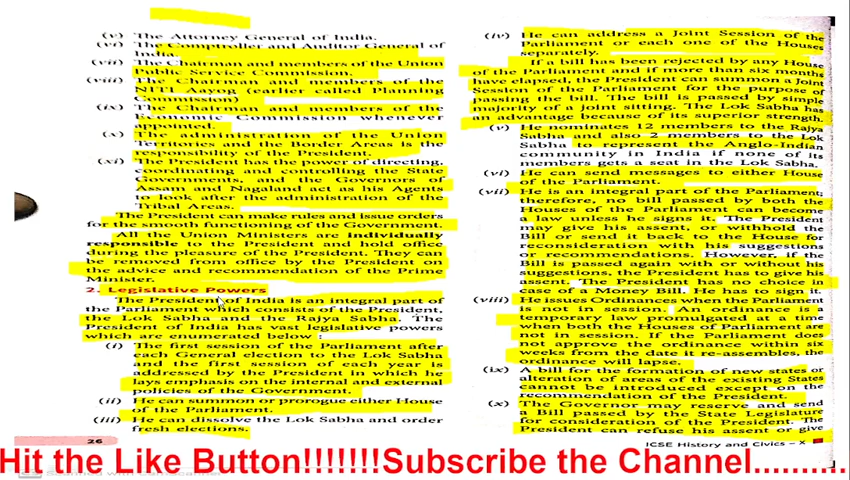 (v) The Attorney General of India.
(vi) The Comptroller and Auditor General of
India.
(vii) The Chairman and members of the Union
Public Service Commission.
(viii) The Chairman and members of the
NITI Aayog (earlier called Planning
Commission)
(ix) The Chairman and members of the
Economic Commission whenever
appointed.
(x) The administration of the Union
Territories and the Border Areas is the
responsibility of the President.
(xi) The President has the power of directing,
coordinating and controlling the State
Governments, and the Governors of
Assam and Nagaland act as his Agents
to look after the administration of the
Tribal Areas.
The President can make rules and issue orders
for the smooth functioning of the Government.
All the Union Ministers are individually
responsible to the President and hold office
during the pleasure of the President. They can
be removed from office by the President on
the advice and recommendation of the Prime
Minister.
2. Legislative Powers
The President of India is an integral part of
the Parliament which consists of the President,
the Lok Sabha and the Rajya Sabha. The
President of India has vast legislative powers
which are enumerated below :
(i) The first session of the Parliament after
each General election to the Lok Sabha
and the first session of each year is
addressed by the President in which he
lays emphasis on the internal and external
policies of the Government.
(ii) He can summon or prorogue either House
of the Parliament.
(iii) He can dissolve the Lok Sabha and order
fresh elections.
26
(iv) He can address a Joint Session of the
Parliament or each one of the Houses
separately.
If a bill has been rejected by any House
of the Parliament and if more than six months
have elapsed, the President can summon a Joint
Session of the Parliament for the purpose of
passing the bill. The bill is passed by simple
majority of a joint sitting. The Lok Sabha has
an advantage because of its superior strength.
(v) He nominates 12 members to the Rajya
Sabha and also 2 members to the Lok
Sabha to represent the Anglo-Indian
community in India if none of its
members gets a seat in the Lok Sabha.
(vi) He can send messages to either House
of the Parliament.
(vii) He is an integral part of the Parliament;
therefore, no bill passed by both the
Houses of the Parliament can become
a law unless he signs it. The President
may give his assent, or withhold the
Bill or send it back to the House for
reconsideration with his suggestions
or recommendations. However, if the
Bill is passed again with or without his
suggestions, the President has to give his
assent. The President has no choice in
case of a Money Bill. He has to sign it.
(viii) He issues Ordinances when the Parliament
is not in session. An ordinance is a
temporary law promulgated at a time
when both the Houses of Parliament are
not in session. If the Parliament does
not approve the ordinance within six
weeks from the date it re-assembles, the
ordinance will lapse.
(ix) A bill for the formation of new states or
alteration of areas of the existing States
cannot be introduced except on the
recommendation of the President.
(x) The Governor may reserve and send
a Bill passed by the State Legislature
for consideration of the President. The
President can refuse his assent or give
ICSE History and Civics – X
Hit the Like Button!!!!!!!Subscribe the Channel..........